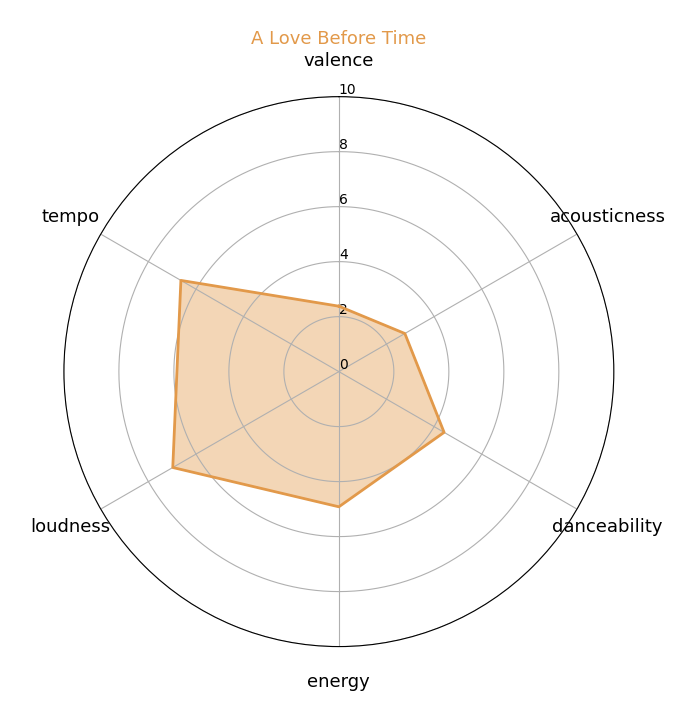 A Love Before Time
valence
10
8
6
4
2
0
tempo
acousticness
loudness
danceability
energy